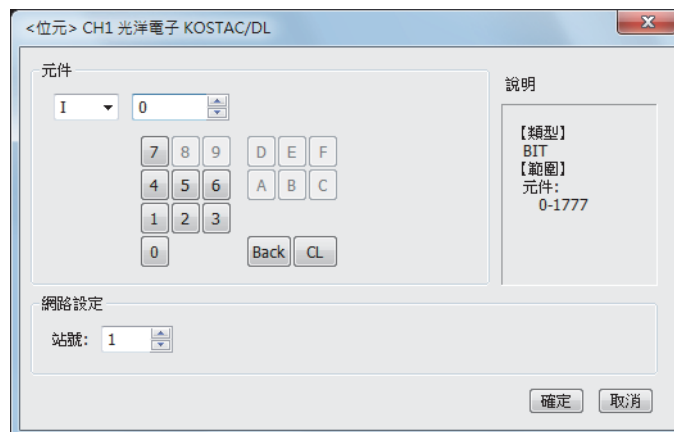 <位元> CH1 光洋電子 KOSTAC/DL
元件
I 0
7 8 9 D E F
4 5 6 A B C
1 2 3
0 Back CL
說明
【類型】
BIT
【範圍】
元件:
0-1777
網路設定
站號: 1
確定 取消